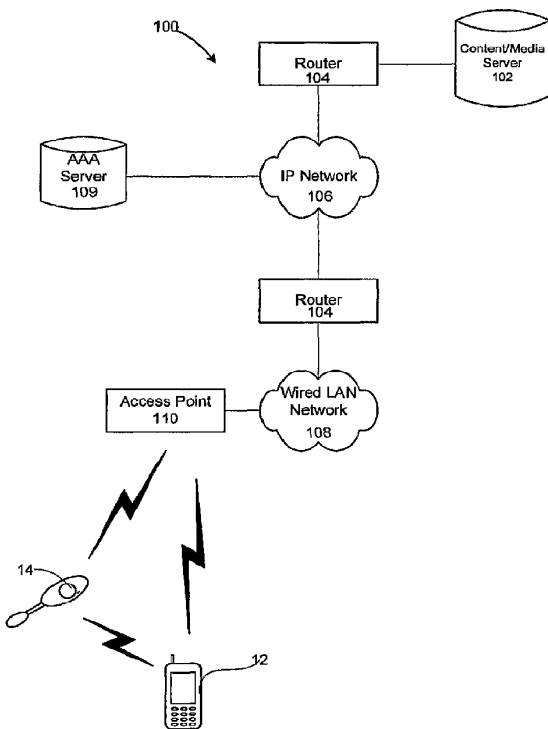 100
Router
104
Content/Media
Server
102
AAA
Server
109
IP Network
106
Router
104
Access Point
110
Wired LAN
Network
108
14
12